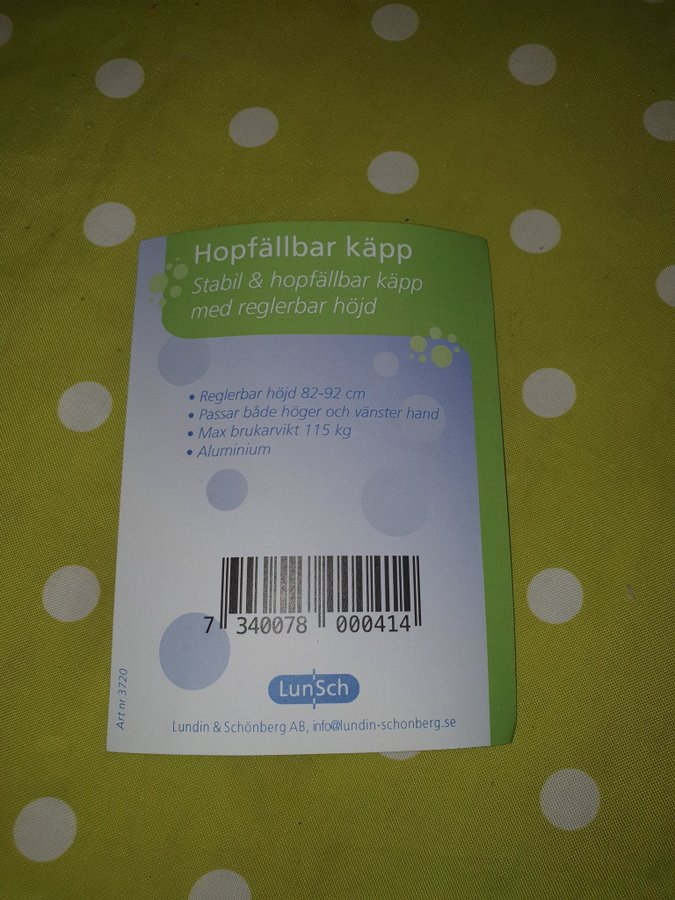 Hopfällbar käpp
Stabil & hopfällbar käpp
med reglerbar höjd
• Reglerbar höjd 82-92 cm
• Passar både höger och vänster hand
• Max brukarvikt 115 kg
• Aluminium
7 340078 000414
LunSch
Lundin & Schönberg AB, info@lundin-schonberg.se
Art nr 3720